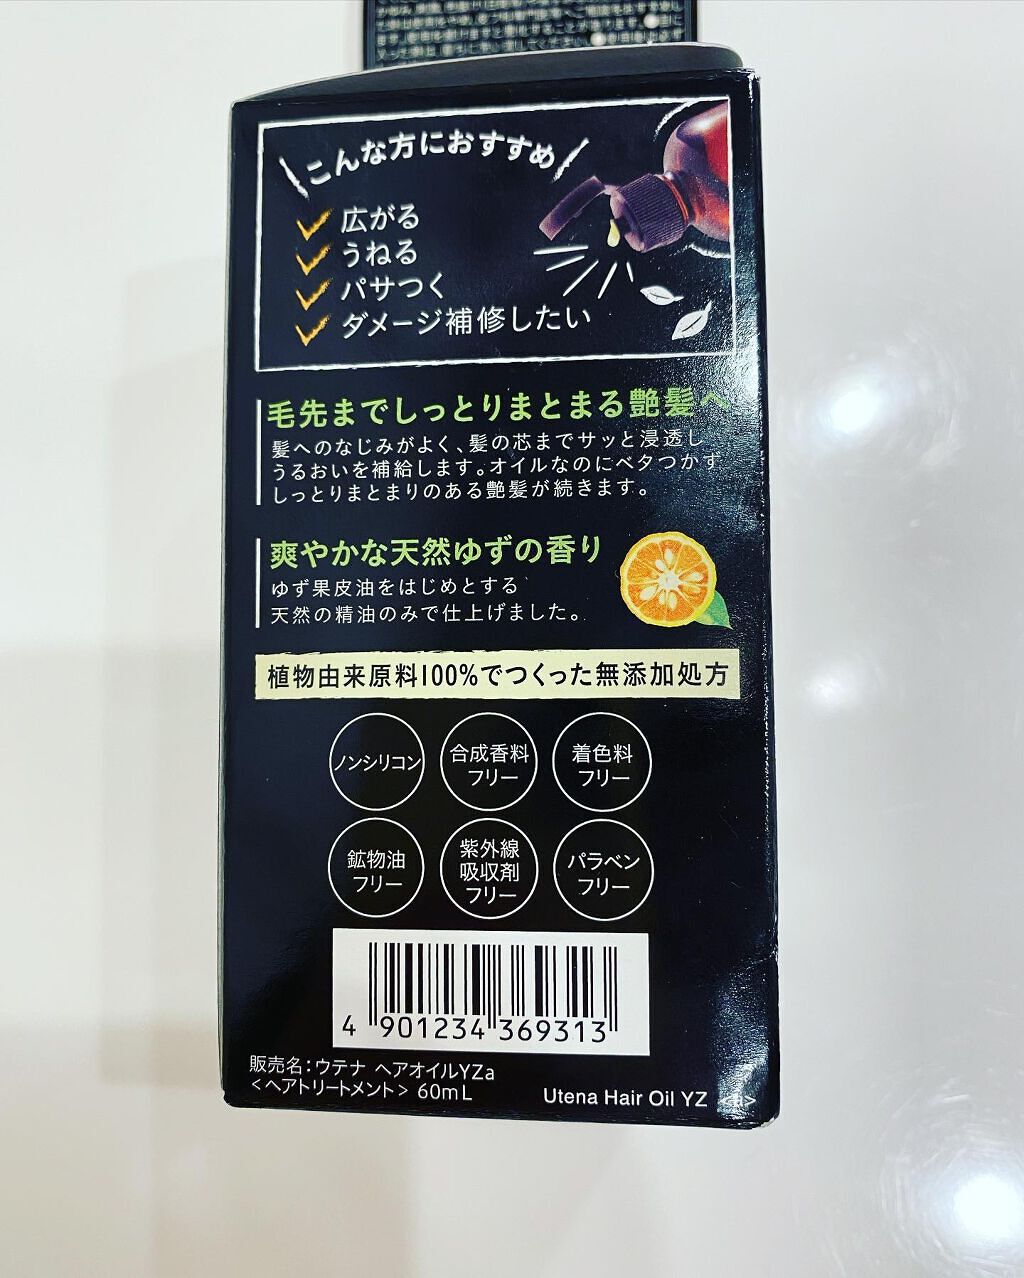 こんな方におすすめ
広がる
うねる
パサつく
ダメージ補修したい
毛先までしっとりまとまる艶髪へ
髪へのなじみがよく、髪の芯までサッと浸透し
うるおいを補給します。オイルなのにベタつかず
しっとりまとまりのある艶髪が続きます。
爽やかな天然ゆずの香り
ゆず果皮油をはじめとする
天然の精油のみで仕上げました。
植物由来原料100%でつくった無添加処方
ノンシリコン
合成香料
フリー
着色料
フリー
鉱物油
フリー
紫外線
吸収剤
フリー
パラベン
フリー
4 901234 369313
販売名:ウテナ ヘアオイルYZa
<ヘアトリートメント> 60mL
Utena Hair Oil YZ